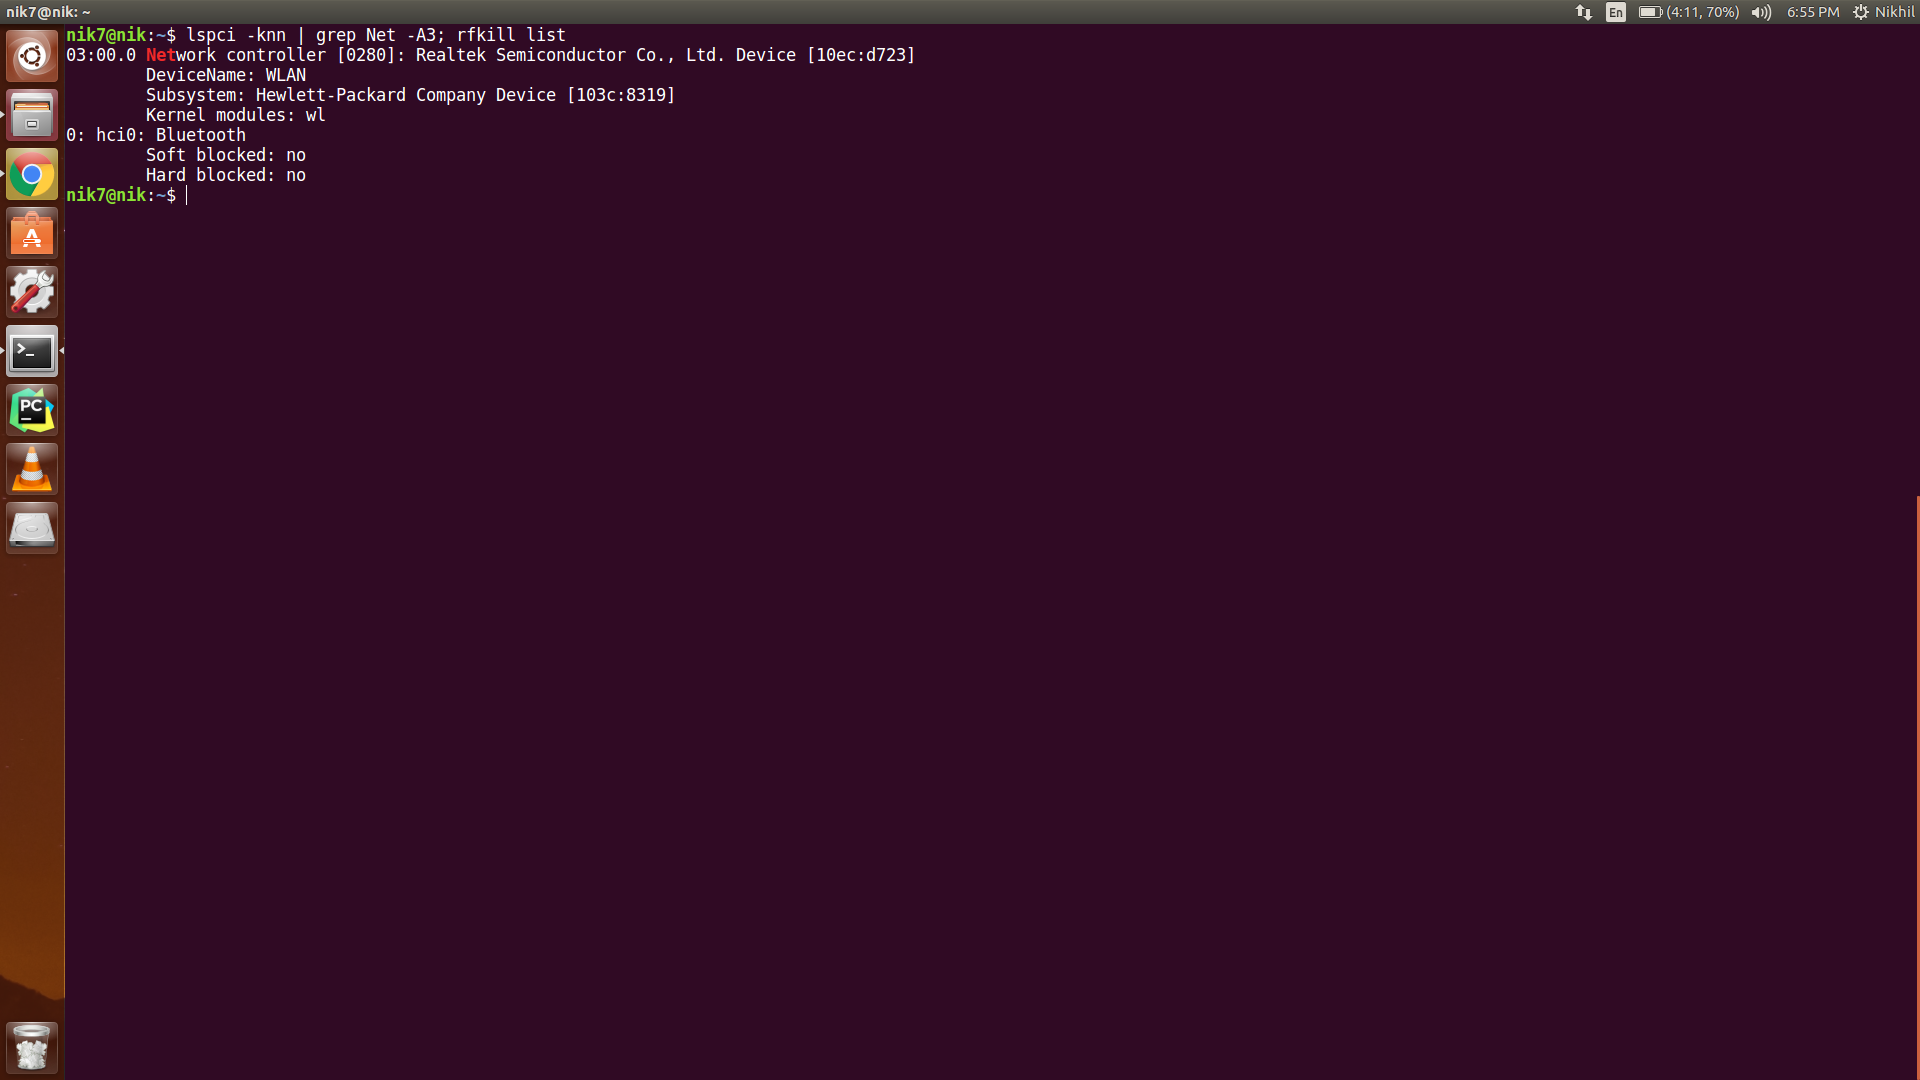 nik7@nik: ~
En
(4:11, 70%)
6:55 PM
Nikhil
nik7@nik:~$ lspci -knn | grep Net -A3; rfkill list
03:00.0 Network controller [0280]: Realtek Semiconductor Co., Ltd. Device [10ec:d723]
DeviceName: WLAN
Subsystem: Hewlett-Packard Company Device [103c:8319]
Kernel modules: wl
0: hci0: Bluetooth
Soft blocked: no
Hard blocked: no
nik7@nik:~$
A
>_
PC